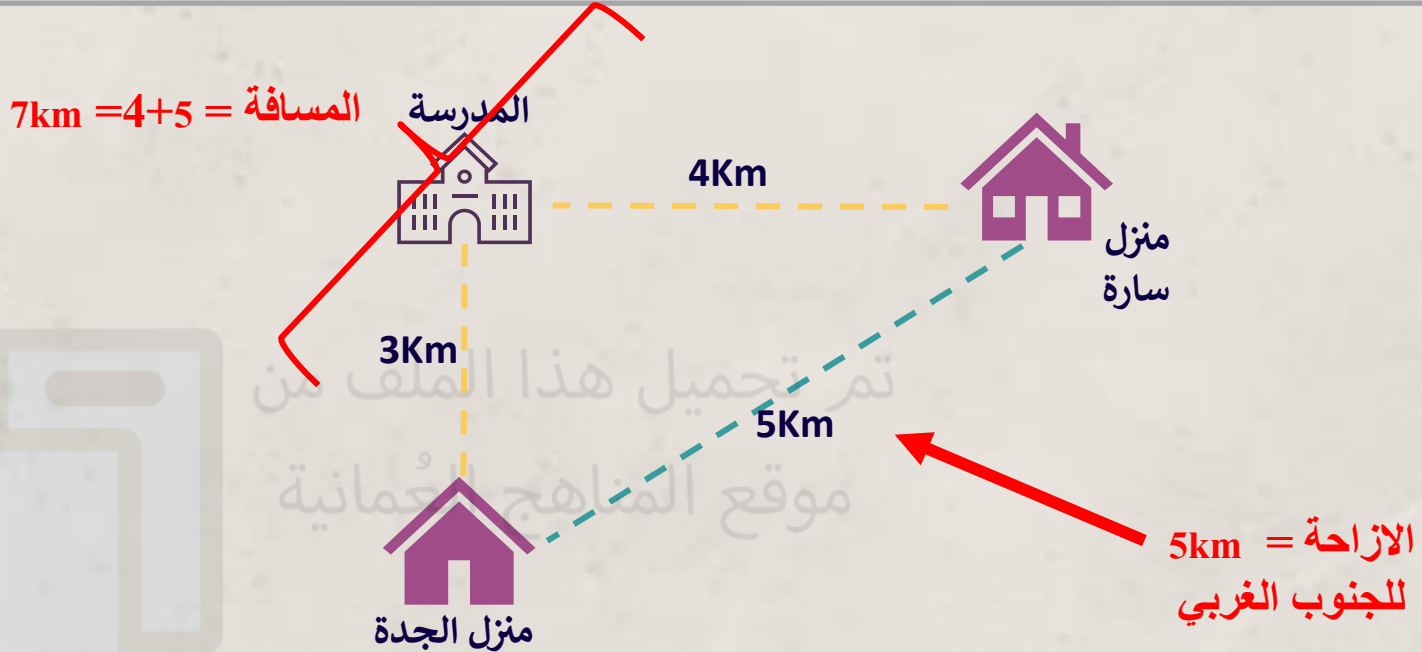 المسافة = 5+4= 7km
المدرسة
4Km
منزل
سارة
3Km
تم تحميل هذا الملف من
5Km
موقع المناهج العُمانية
الازاحة = 5km
للجنوب الغربي
منزل الجدة